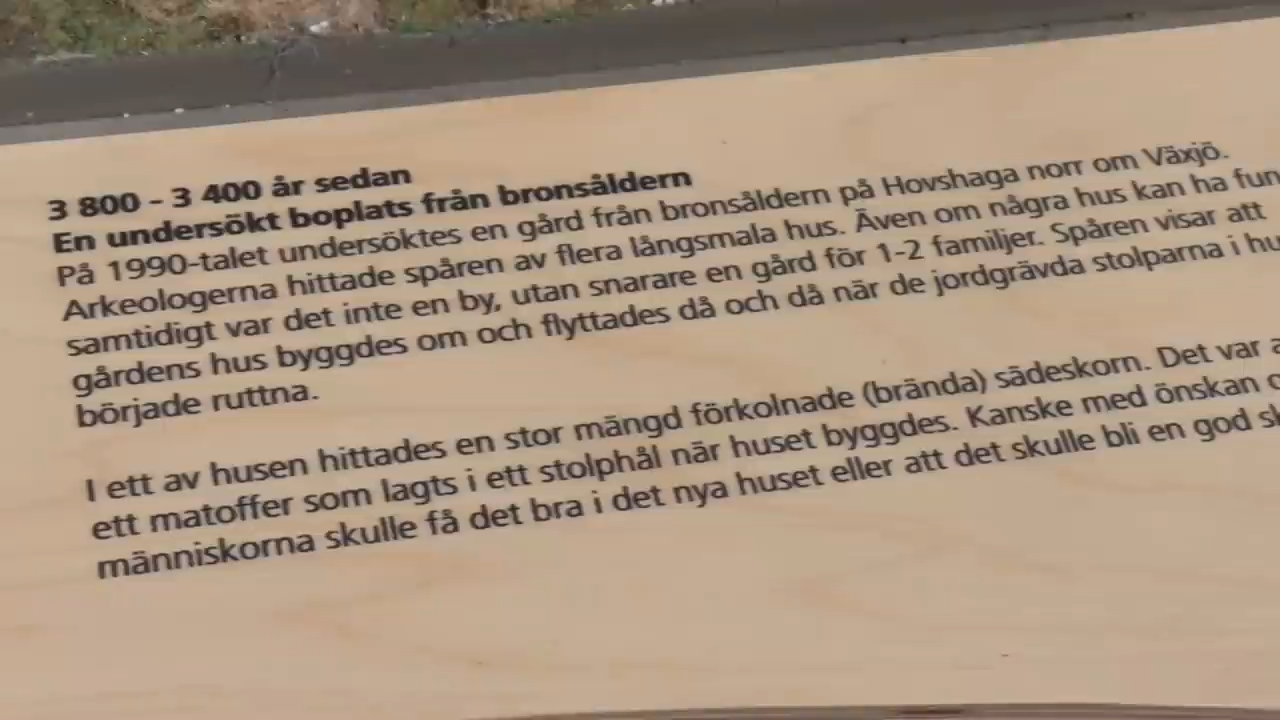 3 800 - 3 400 år sedan
En undersökt boplats från bronsåldern
På 1990-talet undersöktes en gård från bronsåldern på Hovshaga norr om Växjö.
Arkeologerna hittade spåren av flera långsmala hus. Även om några hus kan ha
samtidigt var det inte en by, utan snarare en gård för 1-2 familjer. Spåren visar att
gårdens hus byggdes om och flyttades då och då när de jordgrävda stolparna i
började ruttna.
I ett av husen hittades en stor mängd förkolnade (brända) sädeskorn. Det var
ett matoffer som lagts i ett stolphål när huset byggdes. Kanske med önskan
människorna skulle få det bra i det nya huset eller att det skulle bli en god